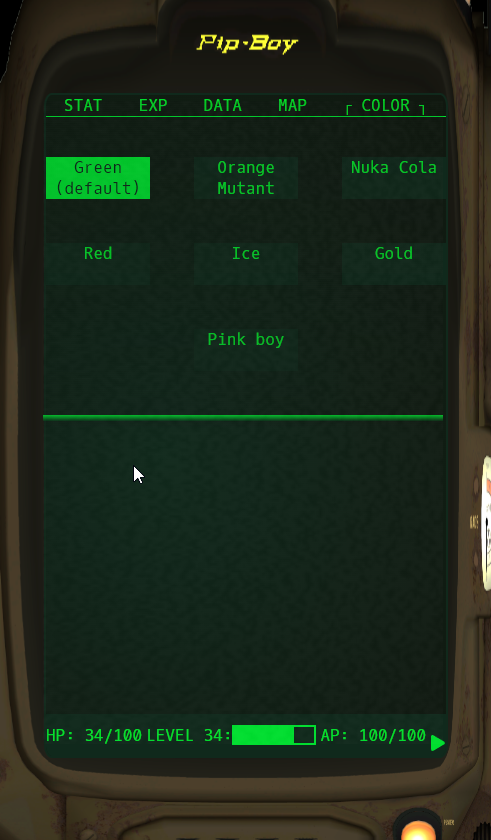 Pip-Boy
STAT EXP DATA MAP COLOR
Green Orange Nuka Cola
(default) Mutant
Red Ice Gold
Pink boy
HP: 34/100 LEVEL 34: AP: 100/100
POWER